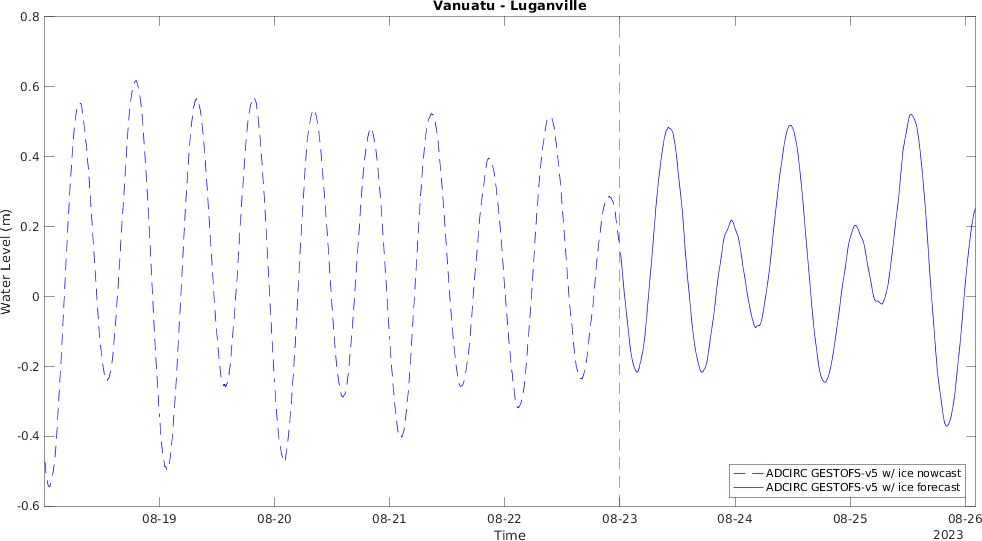 Vanuatu - Luganville
0.8
0.6
0.4
0.2
0
-0.2
-0.4
-0.6
Water Level (m)
ADCIRC GESTOFS-v5 w/ ice nowcast
ADCIRC GESTOFS-v5 w/ ice forecast
08-19 08-20 08-21 08-22 08-23 08-24 08-25 08-26
Time
2023